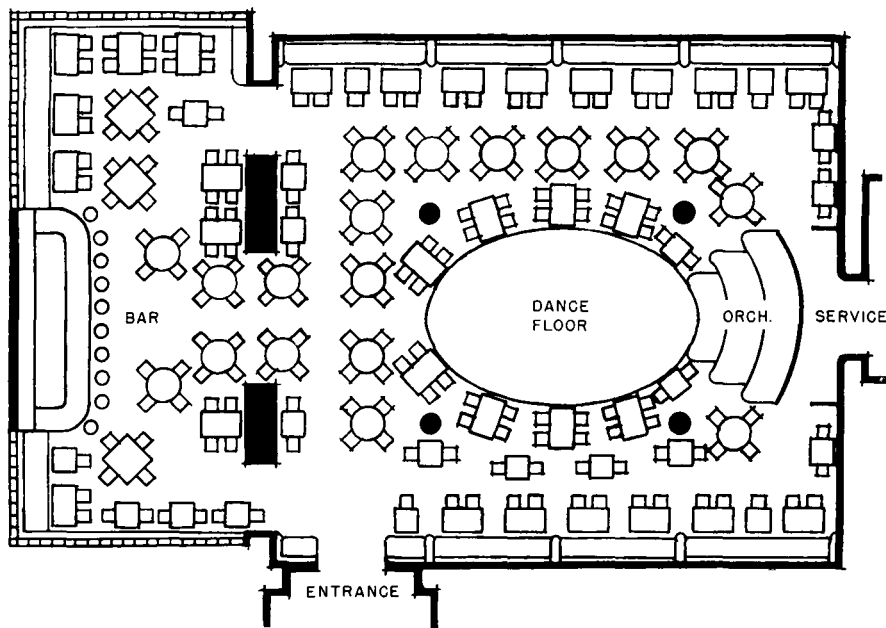 DANCE
FLOOR
BAR
ORCH.
SERVICE
ENTRANCE